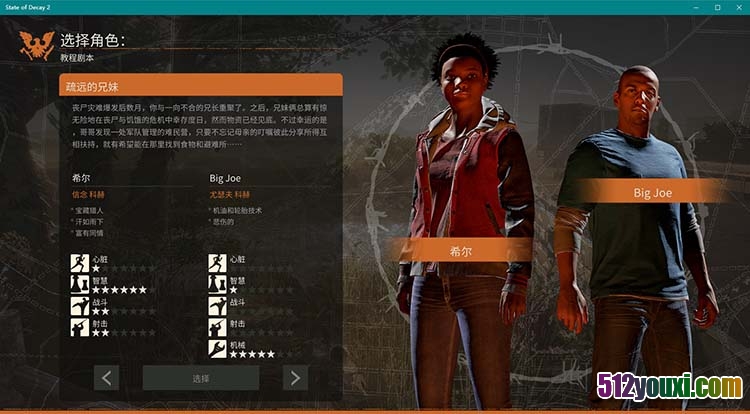 State of Decay 2
选择角色：
教程剧本
疏远的兄妹
丧尸灾难爆发后数月，你与一向不合的兄长重聚了。之后，兄妹俩总算有惊
无险地在丧尸与饥饿的危机中幸存度日，然而物资已经见底。不过幸运的是
，哥哥发现一处军队管理的难民营，只要不忘记母亲的叮嘱彼此分享所得互
相扶持，就有希望能在那里找到食物和避难所……
希尔
信念 科赫
宝藏猎人
汗如雨下
富有同情
心脏
智慧
战斗
射击
Big Joe
尤瑟夫 科赫
机油和轮胎技术
悲伤的
心脏
智慧
战斗
射击
机械
选择
希尔
Big Joe
512youxi.com